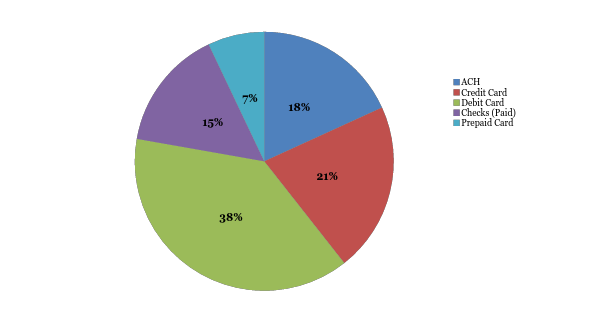 7%
18%
15%
21%
38%
ACH
Credit Card
Debit Card
Checks (Paid)
Prepaid Card